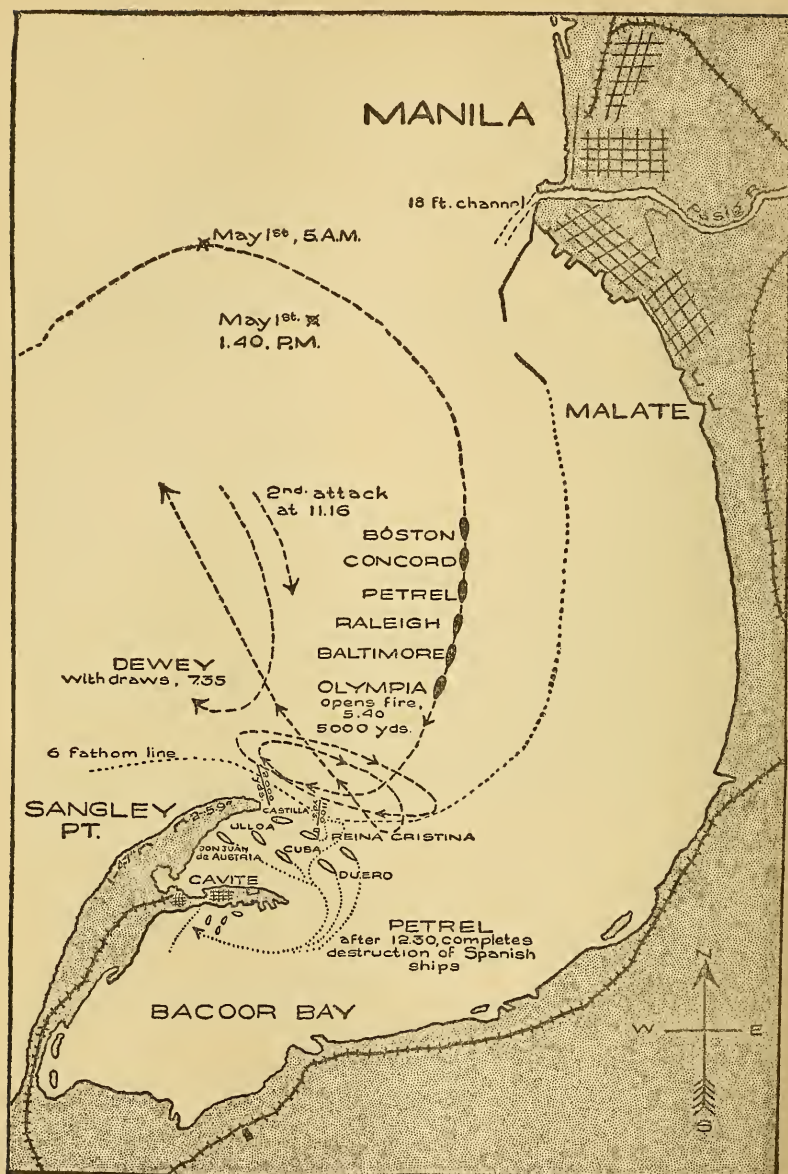 MANILA
18 ft. channel
Pasig R.
May 1st, 5 A.M.
May 1st.
1.40. P.M.
MALATE
2nd. attack
at 11.16
BOSTON
CONCORD
PETREL
RALEIGH
BALTIMORE
DEWEY
withdraws, 7.35
OLYMPIA
opens fire,
5.40
5000 yds.
6 Fathom line
SANGLEY
PT.
2-5.9"
CASTILLA
ULLOA
REINA CRISTINA
DON JUAN
de AUSTRIA
CUBA
DUERO
CAVITE
PETREL
after 12.30, completes
destruction of Spanish
ships
BACOOR BAY
N
W
E
S